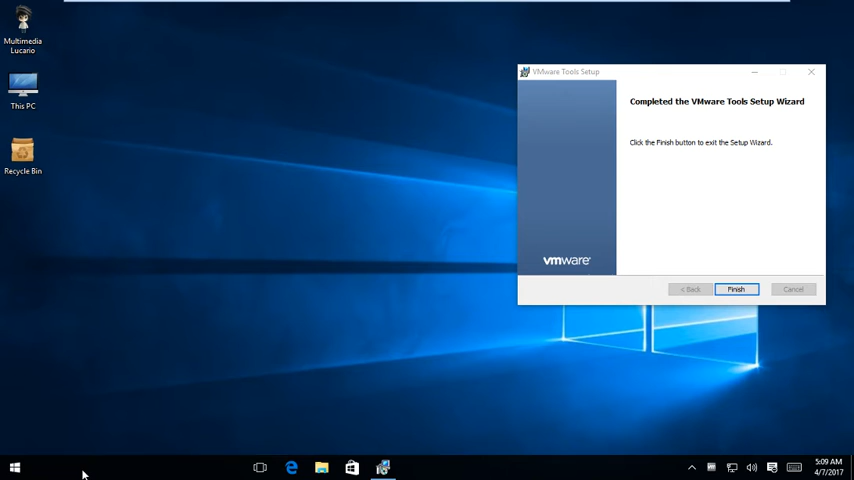 Multimedia
Lucario
This PC
Recycle Bin
VMware Tools Setup
Completed the VMware Tools Setup Wizard
Click the Finish button to exit the Setup Wizard.
vmware®
< Back
Finish
Cancel
5:09 AM
4/7/2017